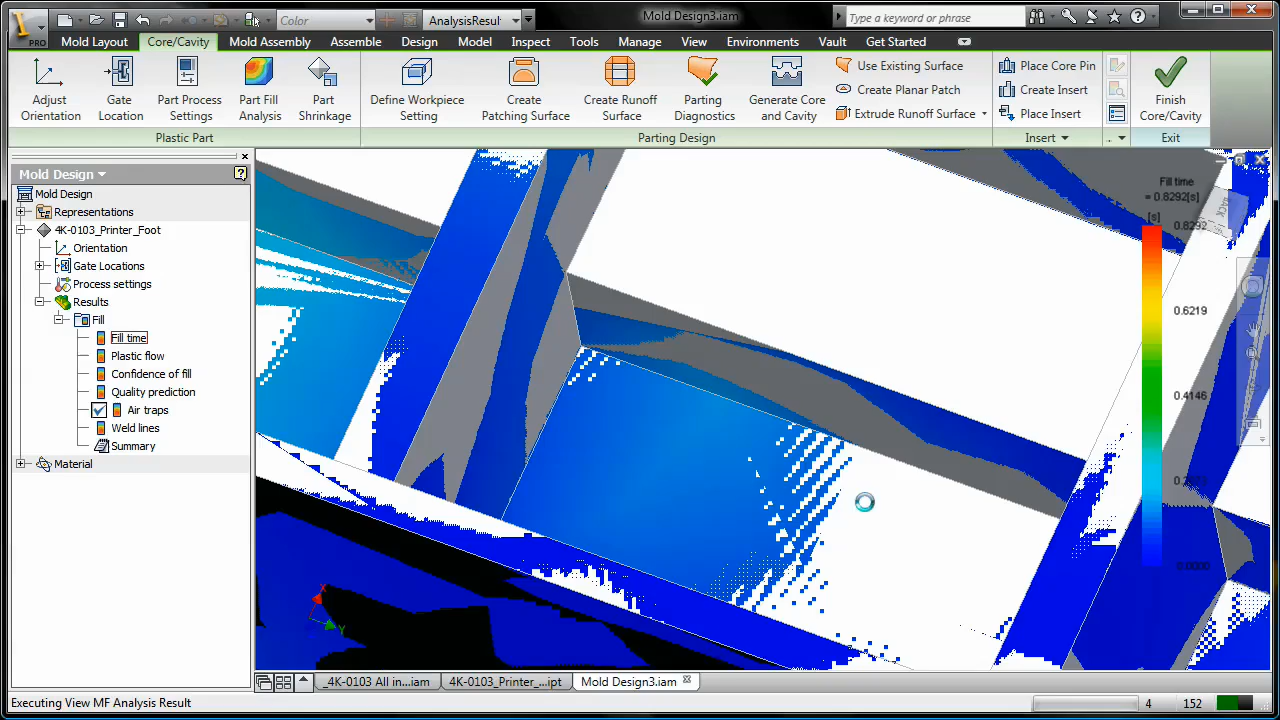 Color
AnalysisResul
Mold Design3.iam
Type a keyword or phrase
PRO
Mold Layout
Core/Cavity
Mold Assembly
Assemble
Design
Model
Inspect
Tools
Manage
View
Environments
Vault
Get Started
Adjust
Orientation
Gate
Location
Part Process
Settings
Part Fill
Analysis
Part
Shrinkage
Define Workpiece
Setting
Create
Patching Surface
Create Runoff
Surface
Parting
Diagnostics
Generate Core
and Cavity
Use Existing Surface
Create Planar Patch
Extrude Runoff Surface
Place Core Pin
Create Insert
Place Insert
Finish
Core/Cavity
Plastic Part
Parting Design
Insert
Exit
Mold Design
Mold Design
Representations
4K-0103_Printer_Foot
Orientation
Gate Locations
Process settings
Results
Fill
Fill time
Plastic flow
Confidence of fill
Quality prediction
Air traps
Weld lines
Summary
Material
Fill time
= 0.8292[s]
[s]
0.8292
0.6219
0.4146
0.0000
BACK
X
Y
_4K-0103 All in...iam
4K-0103_Printer_...ipt
Mold Design3.iam
Executing View MF Analysis Result
4
152